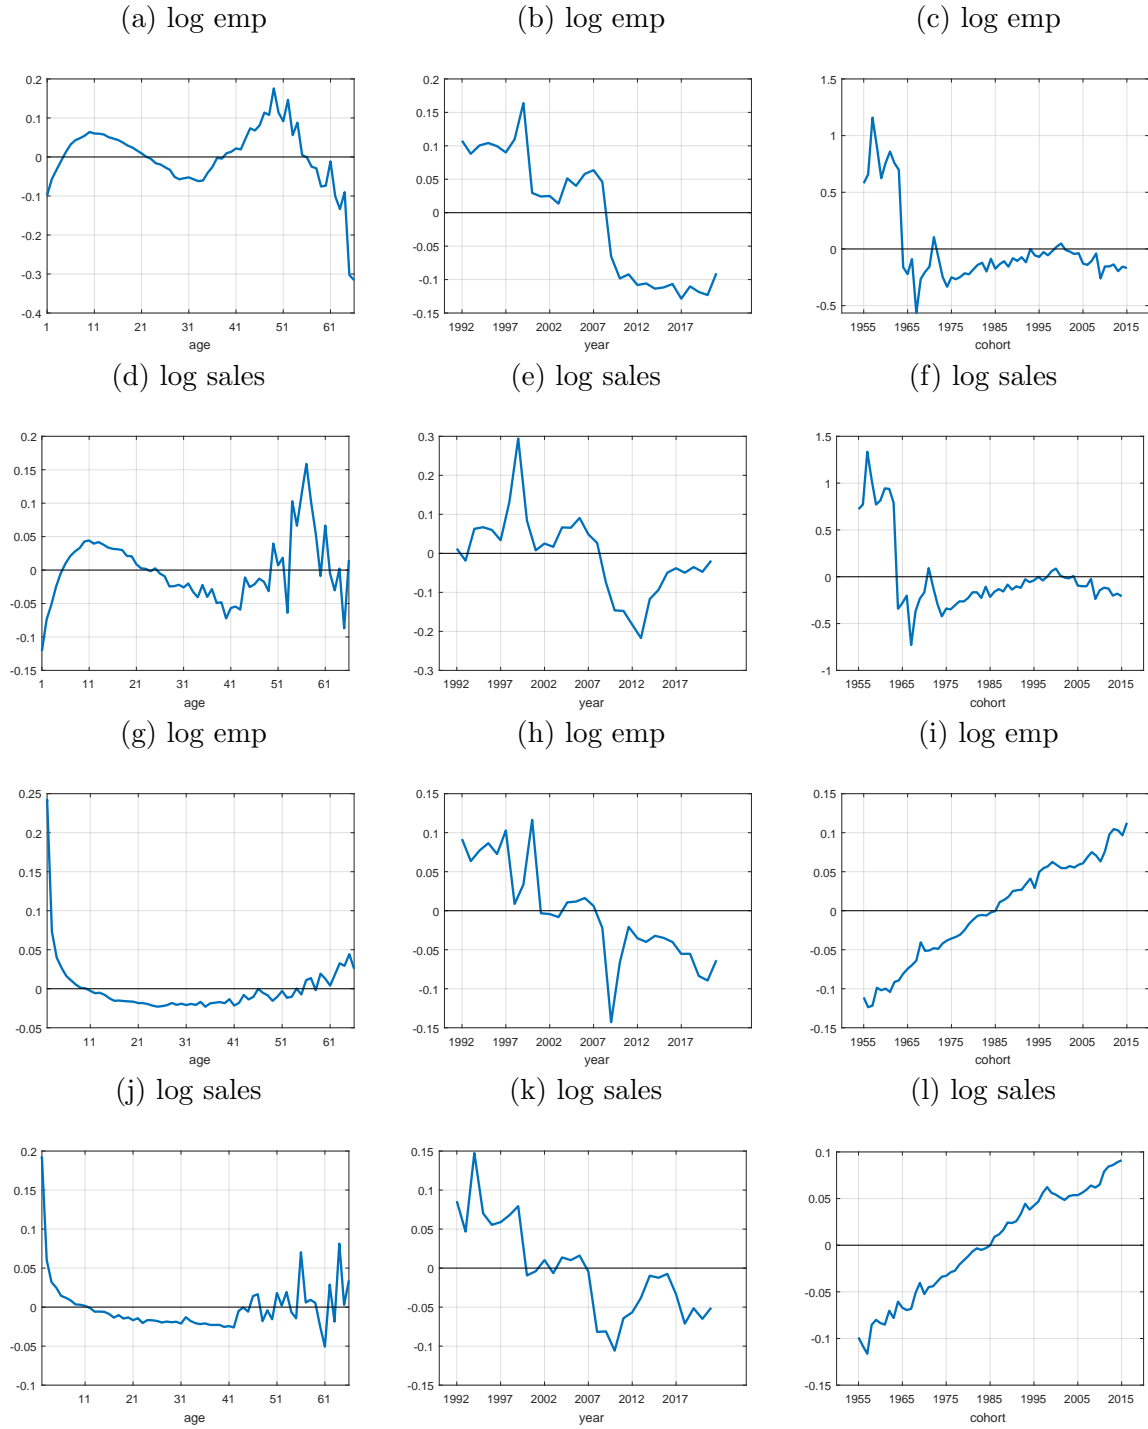 (a) log emp (b) log emp (c) log emp
0.2 0.2 1.5
0.1 0.15 1
0 0.1 0.5
-0.1 0.05 0
-0.2 0 -0.5
-0.3 -0.05
-0.4 -0.1
-0.15
1 11 21 31 41 51 61 1992 1997 2002 2007 2012 2017 1955 1965 1975 1985 1995 2005 2015
age year cohort
(d) log sales (e) log sales (f) log sales
0.2 0.3 1.5
0.15 0.2 1
0.1 0.1 0.5
0.05 0 0
0 -0.1 -0.5
-0.05 -0.2 -1
-0.1 -0.3
-0.15
1 11 21 31 41 51 61 1992 1997 2002 2007 2012 2017 1955 1965 1975 1985 1995 2005 2015
age year cohort
(g) log emp (h) log emp (i) log emp
0.25 0.15 0.15
0.2 0.1 0.1
0.15 0.05 0.05
0.1 0 0
0.05 -0.05 -0.05
0 -0.1 -0.1
-0.05 -0.15 -0.15
11 21 31 41 51 61 1992 1997 2002 2007 2012 2017 1955 1965 1975 1985 1995 2005 2015
age year cohort
(j) log sales (k) log sales (l) log sales
0.2 0.15 0.1
0.15 0.1 0.05
0.1 0.05 0
0.05 0 -0.05
0 -0.05 -0.1
-0.05 -0.1 -0.15
-0.1 -0.15
11 21 31 41 51 61 1992 1997 2002 2007 2012 2017 1955 1965 1975 1985 1995 2005 2015
age year cohort